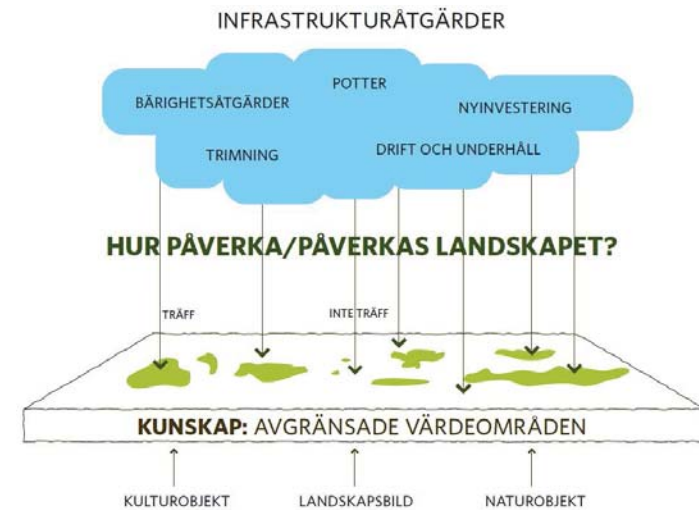 INFRASTRUKTURÅTGÄRDER
POTTER
BÄRIGHETSÅTGÄRDER
NYINVESTERING
TRIMNING
DRIFT OCH UNDERHÅLL
HUR PÅVERKA/PÅVERKAS LANDSKAPET?
TRÄFF
INTE TRÄFF
KUNSKAP: AVGRÄNSADE VÄRDEOMRÅDEN
KULTUROBJEKT
LANDSKAPSBILD
NATUROBJEKT